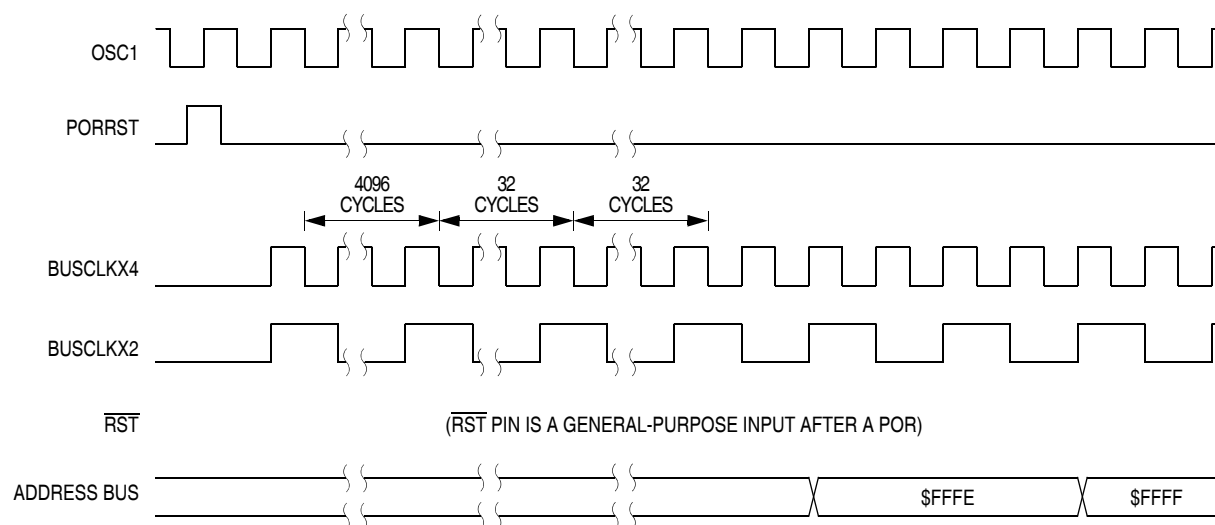 OSC1
PORRST
4096
CYCLES
32
CYCLES
32
CYCLES
BUSCLKX4
BUSCLKX2
RST
(RST PIN IS A GENERAL-PURPOSE INPUT AFTER A POR)
ADDRESS BUS
$FFFE
$FFFF